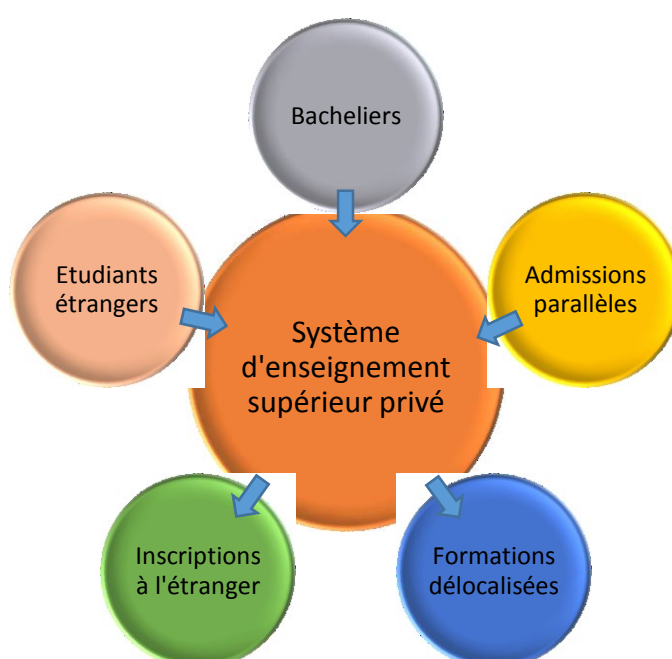 Bacheliers
Etudiants
étrangers
Admissions
parallèles
Système
d'enseignement
supérieur privé
Inscriptions
à l'étranger
Formations
délocalisées